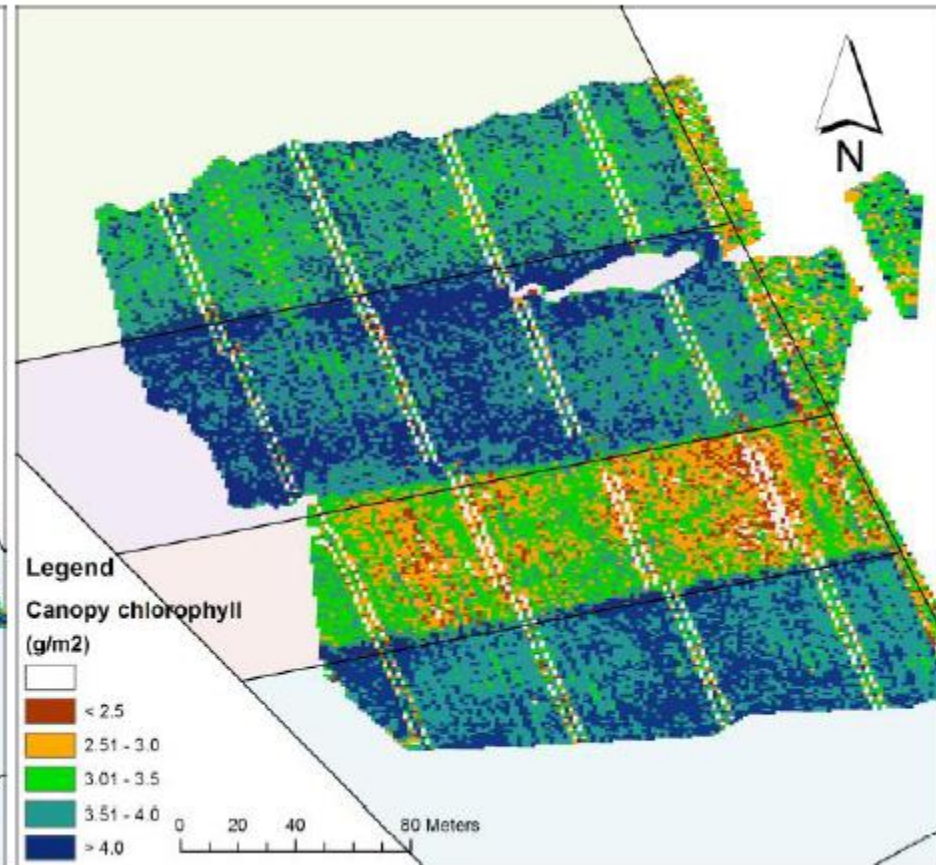 N
Legend
Canopy chlorophyll
(g/m2)
< 2.5
2.51 - 3.0
3.01 - 3.5
3.51 - 4.0
> 4.0
0 20 40 80 Meters